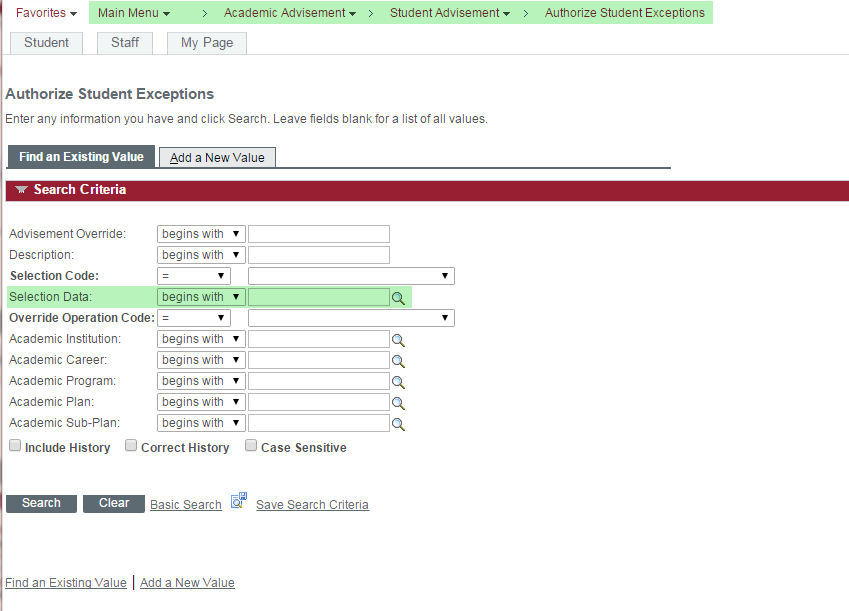 Favorites Main Menu > Academic Advisement > Student Advisement > Authorize Student Exceptions
Student Staff My Page
Authorize Student Exceptions
Enter any information you have and click Search. Leave fields blank for a list of all values.
Find an Existing Value Add a New Value
Search Criteria
Advisement Override: begins with
Description: begins with
Selection Code: =
Selection Data: begins with
Override Operation Code: =
Academic Institution: begins with
Academic Career: begins with
Academic Program: begins with
Academic Plan: begins with
Academic Sub-Plan: begins with
Include History Correct History Case Sensitive
Search Clear Basic Search Save Search Criteria
Find an Existing Value | Add a New Value